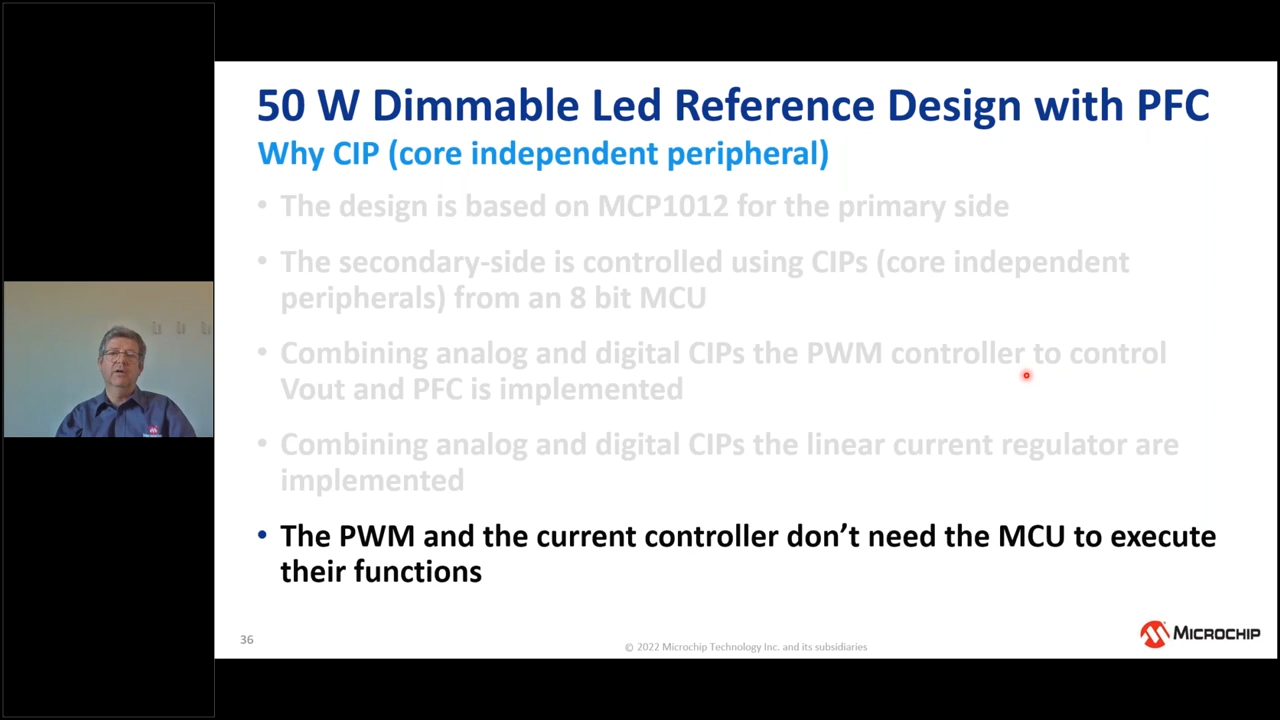 50 W Dimmable Led Reference Design with PFC
Why CIP (core independent peripheral)
• The design is based on MCP1012 for the primary side
• The secondary-side is controlled using CIPs (core independent
peripherals) from an 8 bit MCU
• Combining analog and digital CIPs the PWM controller to control
Vout and PFC is implemented
• Combining analog and digital CIPs the linear current regulator are
implemented
• The PWM and the current controller don’t need the MCU to execute
their functions
36
© 2022 Microchip Technology Inc. and its subsidiaries
MICROCHIP